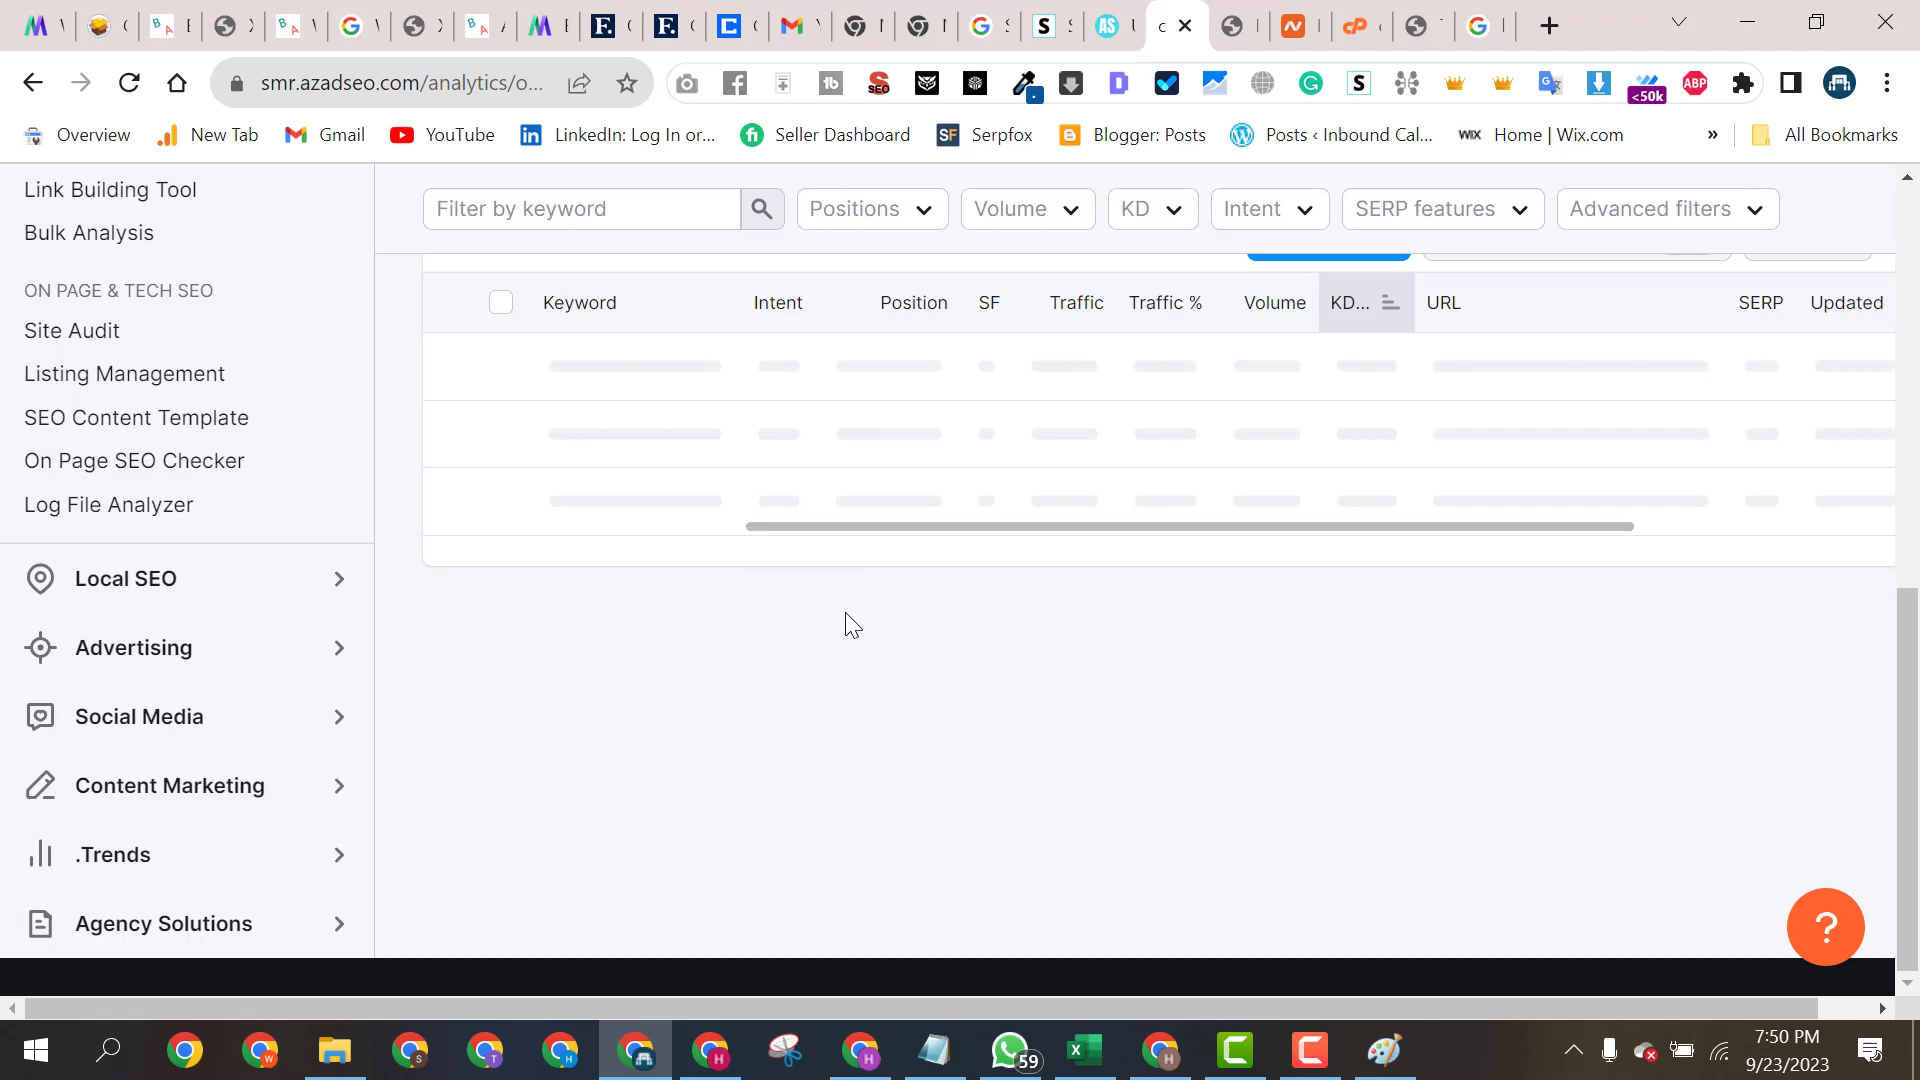 smr.azadseo.com/analytics/o...
<50k
Overview
New Tab
Gmail
YouTube
LinkedIn: Log In or...
Seller Dashboard
Serpfox
Blogger: Posts
Posts ‹ Inbound Cal...
WIX Home | Wix.com
»
All Bookmarks
Link Building Tool
Bulk Analysis
ON PAGE & TECH SEO
Site Audit
Listing Management
SEO Content Template
On Page SEO Checker
Log File Analyzer
Local SEO
Advertising
Social Media
Content Marketing
.Trends
Agency Solutions
Filter by keyword
Positions
Volume
KD
Intent
SERP features
Advanced filters
Keyword
Intent
Position
SF
Traffic
Traffic %
Volume
KD...
URL
SERP
Updated
?
59
7:50 PM
9/23/2023